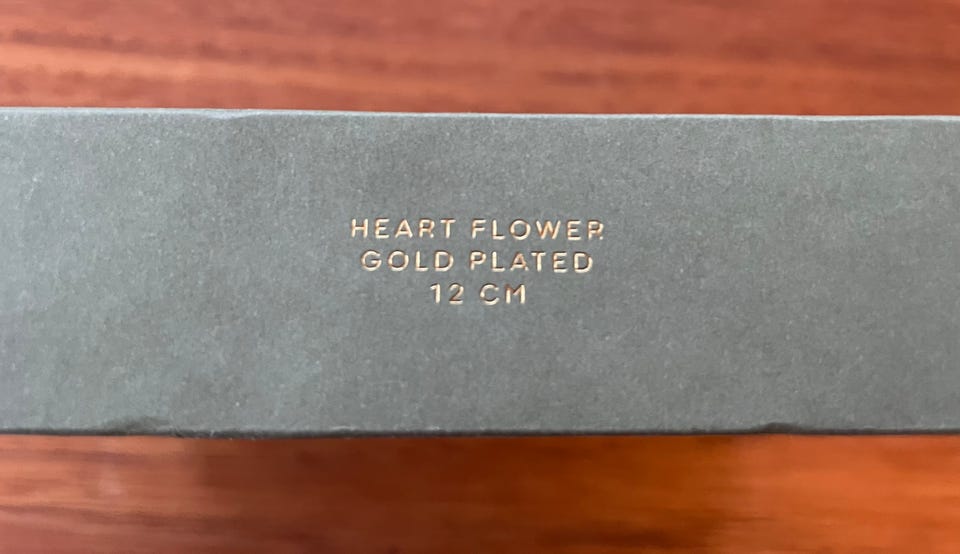 HEART FLOWER
GOLD PLATED
12 CM